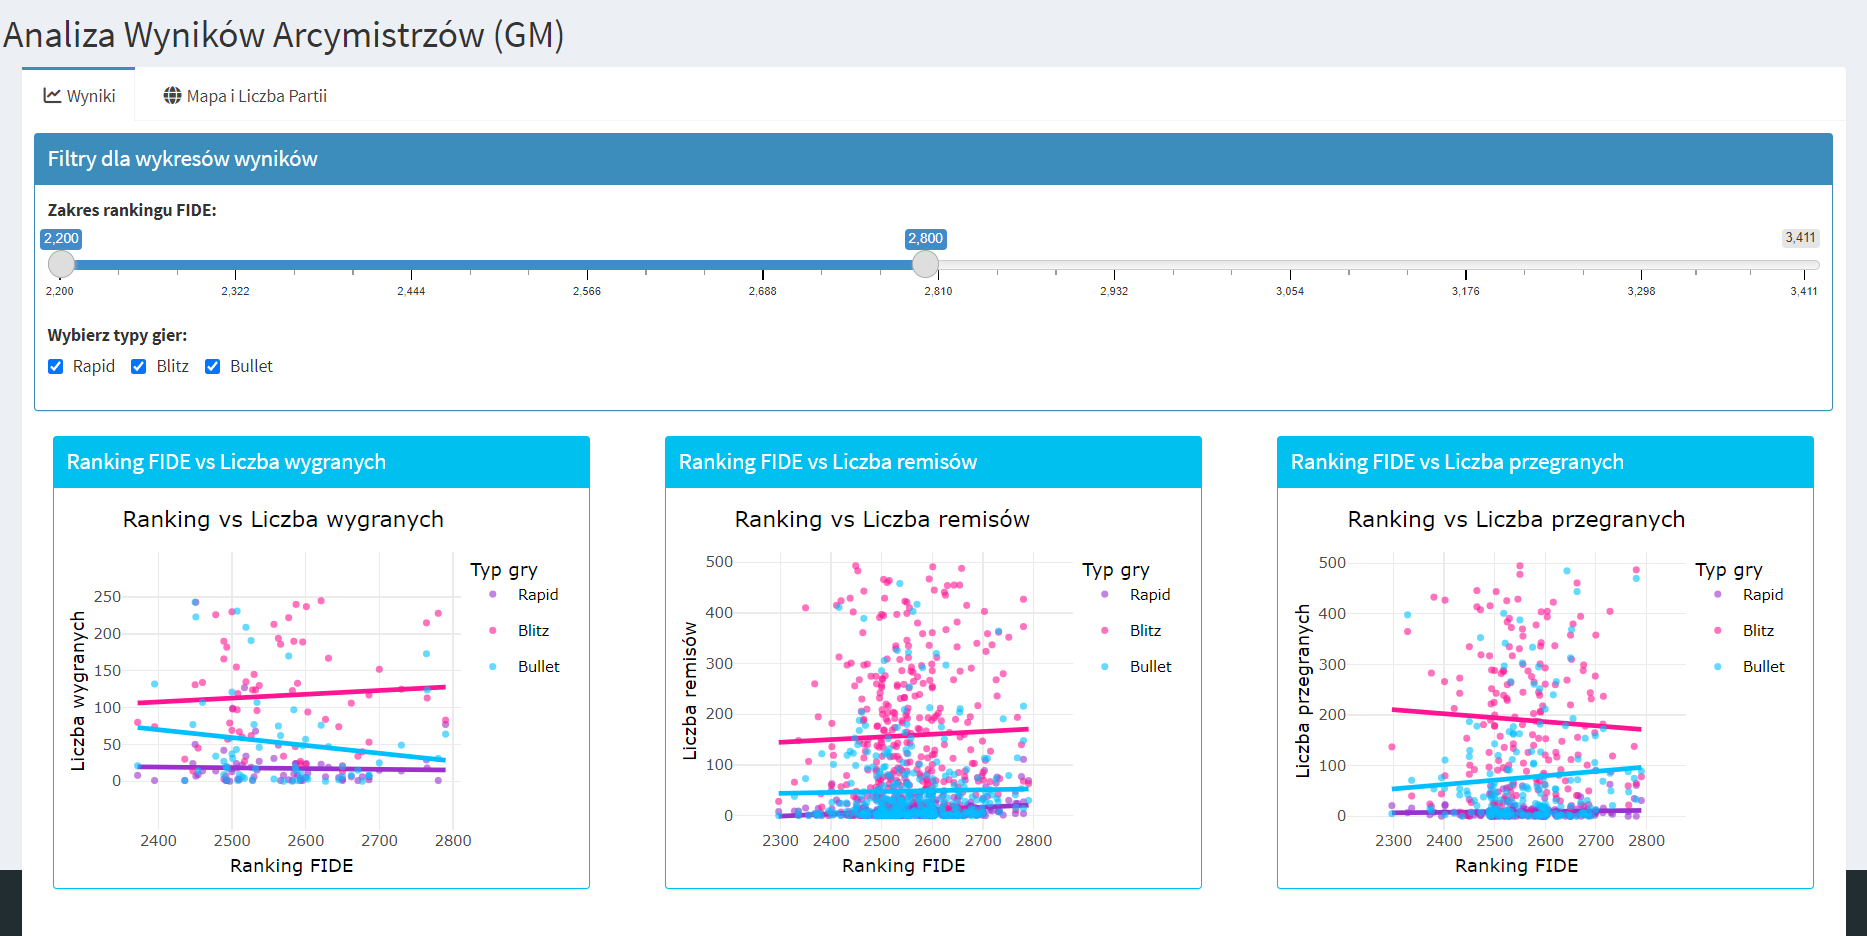 Analiza Wyników Arcymistrzów (GM)
Wyniki
Mapa i Liczba Partii
Filtry dla wykresów wyników
Zakres rankingu FIDE:
2,200
2,800
3,411
2,200
2,322
2,444
2,566
2,688
2,810
2,932
3,054
3,176
3,298
3,411
Wybierz typy gier:
Rapid Blitz Bullet
Ranking FIDE vs Liczba wygranych
Ranking vs Liczba wygranych
Liczba wygranych
250
200
150
100
50
0
2400 2500 2600 2700 2800
Ranking FIDE
Typ gry
Rapid
Blitz
Bullet
Ranking FIDE vs Liczba remisów
Ranking vs Liczba remisów
Liczba remisów
500
400
300
200
100
0
2300 2400 2500 2600 2700 2800
Ranking FIDE
Typ gry
Rapid
Blitz
Bullet
Ranking FIDE vs Liczba przegranych
Ranking vs Liczba przegranych
Liczba przegranych
500
400
300
200
100
0
2300 2400 2500 2600 2700 2800
Ranking FIDE
Typ gry
Rapid
Blitz
Bullet